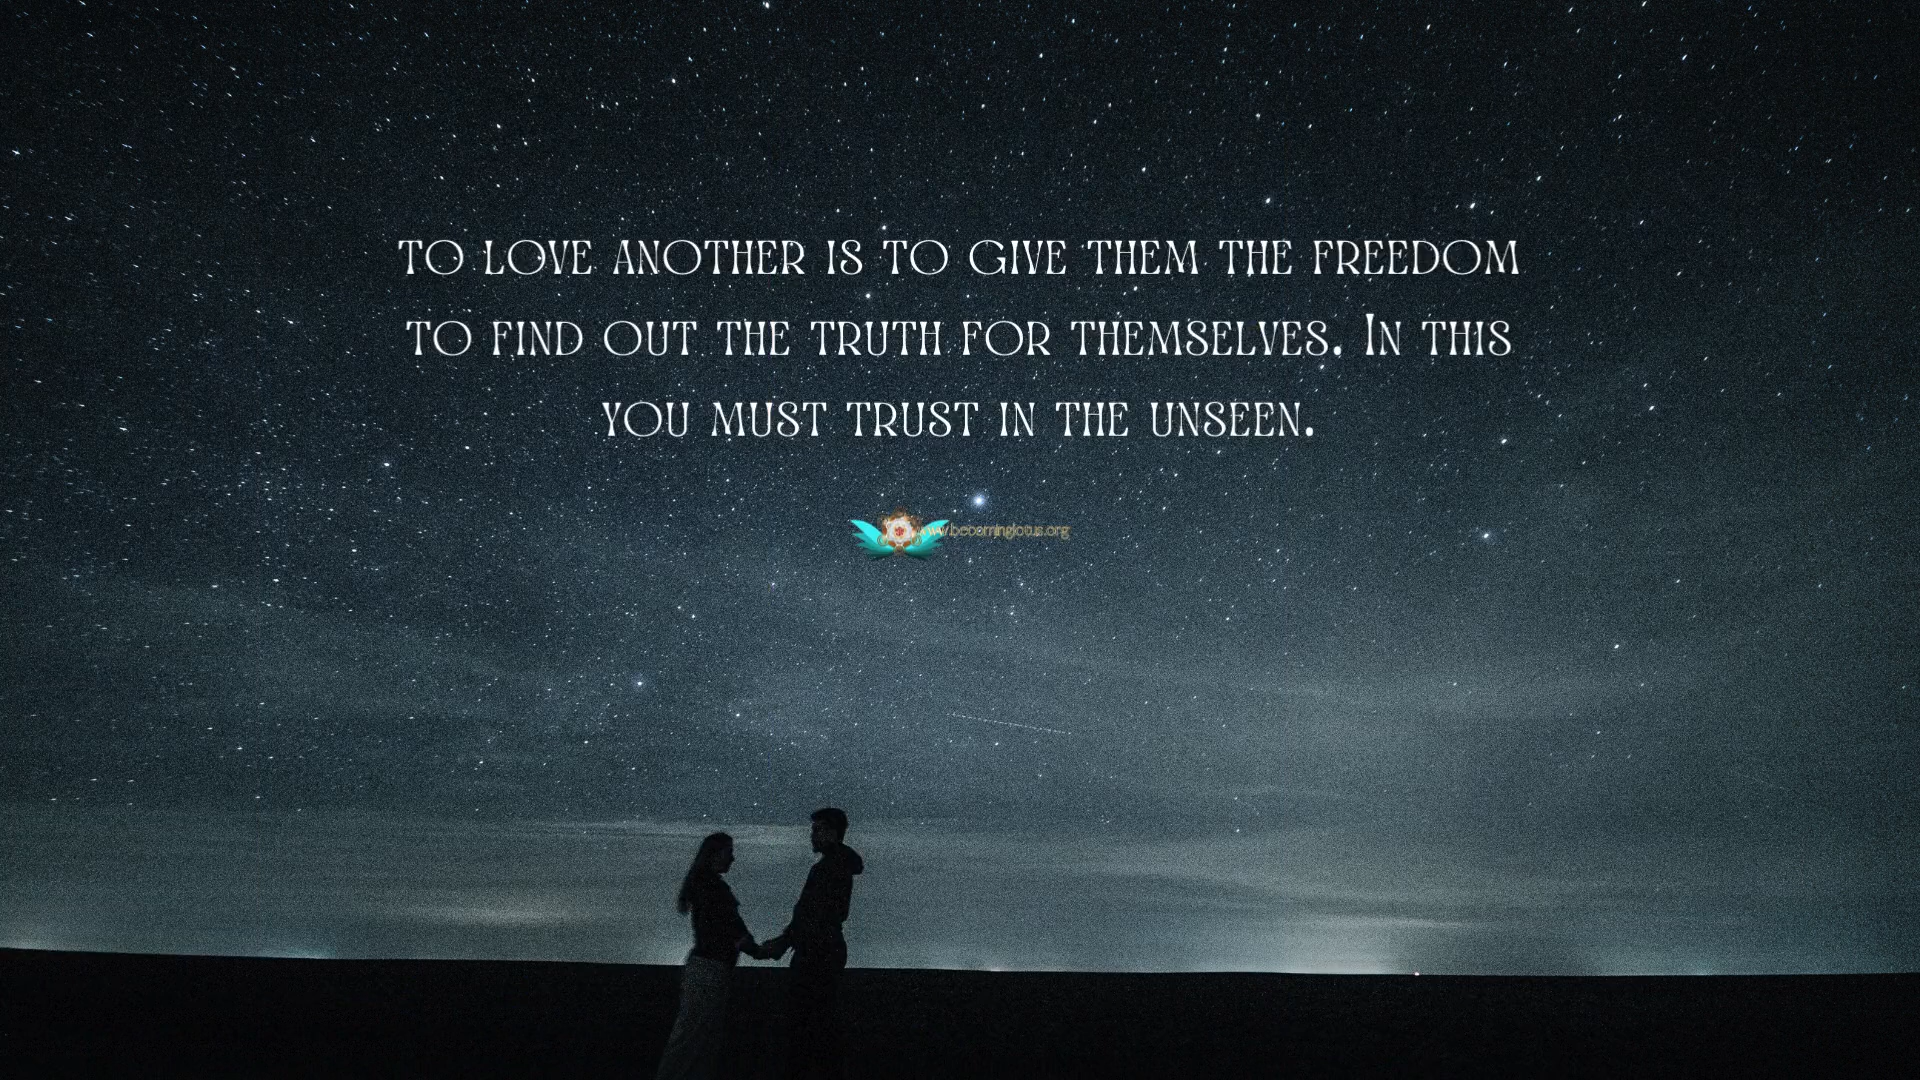 to love another is to give them the freedom
to find out the truth for themselves. In this
you must trust in the unseen.
www.becominglotus.org